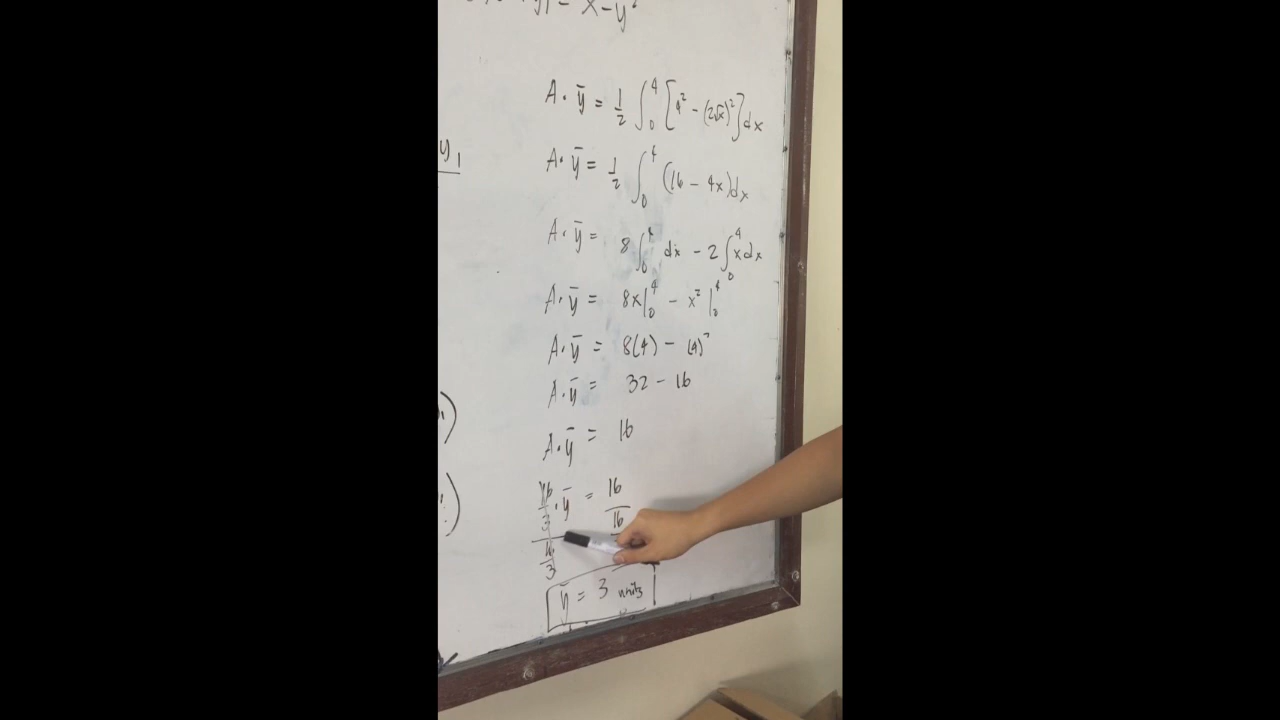 y) = x - y²
y₁
A · ȳ = 1/2 ∫₀⁴ [4² - (2√x)²] dx
A · ȳ = 1/2 ∫₀⁴ (16 - 4x) dx
A · ȳ = 8 ∫₀⁴ dx - 2 ∫₀⁴ x dx
A · ȳ = 8x |₀⁴ - x² |₀⁴
A · ȳ = 8(4) - (4)²
A · ȳ = 32 - 16
A · ȳ = 16
16/3 · ȳ = 16
16/3 16
ȳ = 3 units